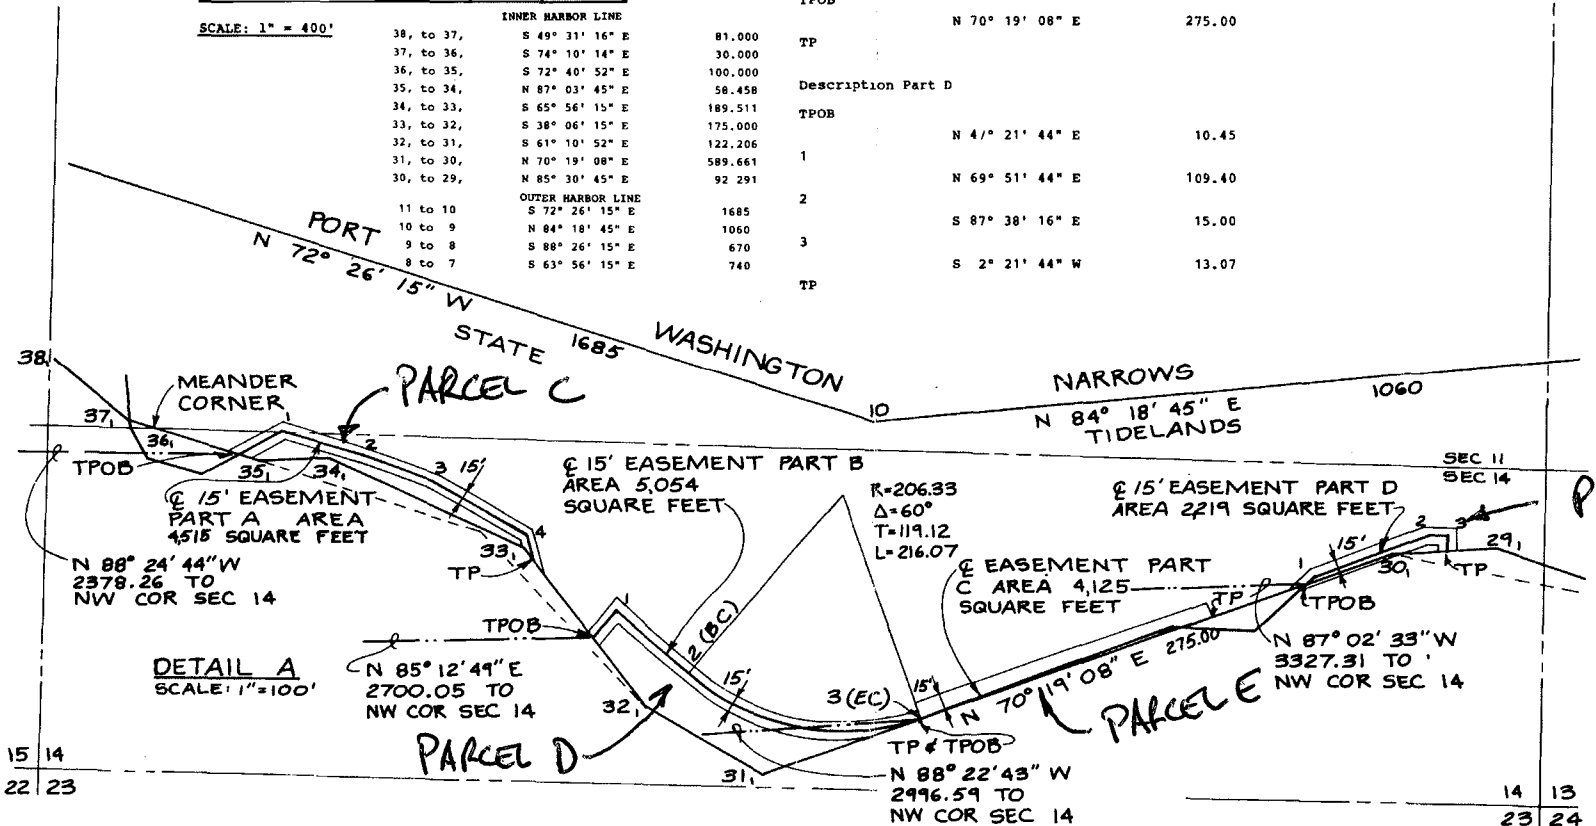 SCALE: 1" = 400'
INNER HARBOR LINE
38, to 37, S 49° 31' 16" E 81.000
37, to 36, S 74° 10' 14" E 30.000
36, to 35, S 72° 40' 52" E 100.000
35, to 34, N 87° 03' 45" E 58.458
34, to 33, S 65° 56' 15" E 189.511
33, to 32, S 38° 06' 15" E 175.000
32, to 31, S 61° 10' 52" E 122.206
31, to 30, N 70° 19' 08" E 589.661
30, to 29, N 85° 30' 45" E 92 291
OUTER HARBOR LINE
11 to 10 S 72° 26' 15" E 1685
10 to 9 N 84° 18' 45" E 1060
9 to 8 S 88° 26' 15" E 670
8 to 7 S 63° 56' 15" E 740
TPOB
N 70° 19' 08" E 275.00
TP
Description Part D
TPOB
N 4/° 21' 44" E 10.45
1
N 69° 51' 44" E 109.40
2
S 87° 38' 16" E 15.00
3
S 2° 21' 44" W 13.07
TP
PORT WASHINGTON NARROWS
N 72° 26' 15" W 1685
STATE TIDELANDS
10
N 84° 18' 45" E 1060
38,
37,
36,
MEANDER
CORNER
PARCEL C
1
2
3
15'
4
TPOB
35,
34,
33,
TP
℄ 15' EASEMENT
PART A AREA
4,515 SQUARE FEET
N 88° 24' 44" W
2378.26 TO
NW COR SEC 14
℄ 15' EASEMENT PART B
AREA 5,054
SQUARE FEET
R=206.33
Δ=60°
T=119.12
L=216.07
℄ EASEMENT PART
C AREA 4,125
SQUARE FEET
SEC 11
SEC 14
℄ 15' EASEMENT PART D
AREA 2,219 SQUARE FEET
P
1
2
3
15'
29,
30,
TP
TPOB
TP
N 87° 02' 33" W
3327.31 TO
NW COR SEC 14
TPOB
1
2 (BC)
15'
3 (EC)
15'
N 70° 19' 08" E 275.00
PARCEL E
DETAIL A
SCALE: 1"=100'
N 85° 12' 49" E
2700.05 TO
NW COR SEC 14
32,
PARCEL D
31,
TP & TPOB
N 88° 22' 43" W
2996.59 TO
NW COR SEC 14
15 14
22 23
14 13
23 24